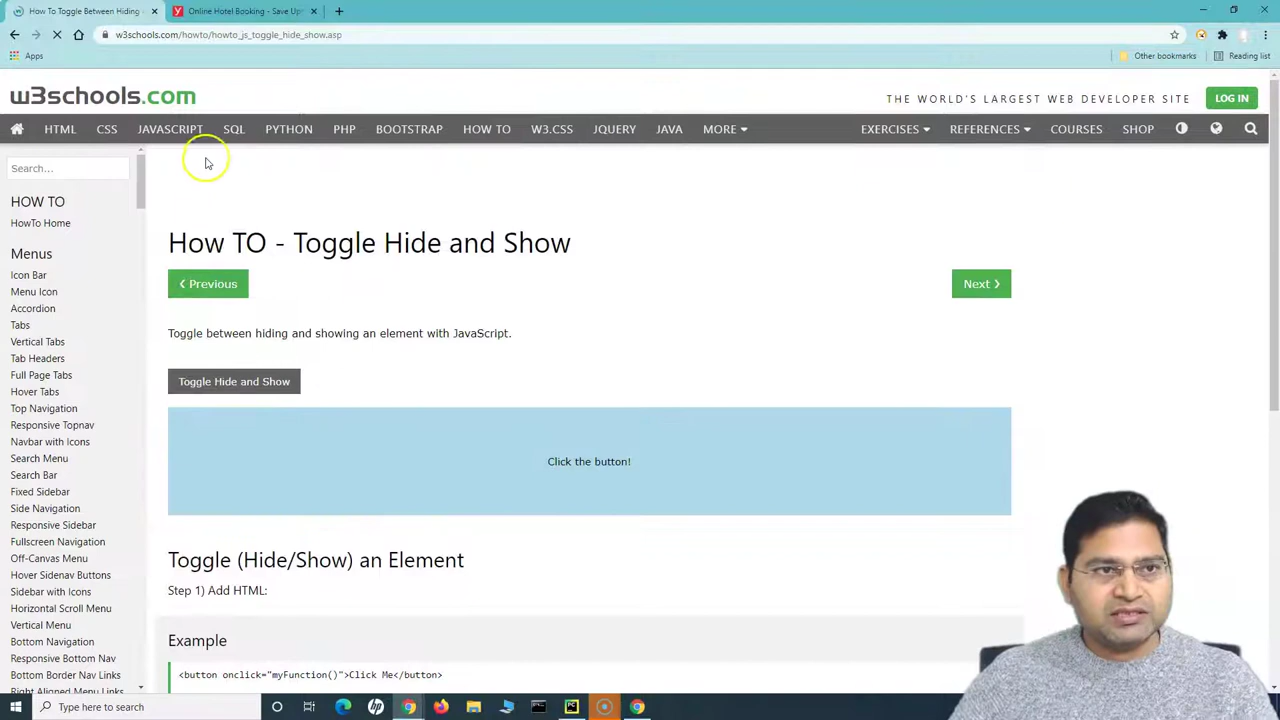 How To Toggle Between Hiding
Online Hotel Booking - Save Up
w3schools.com/howto/howto_js_toggle_hide_show.asp
Apps
Other bookmarks
Reading list
w3schools.com
THE WORLD'S LARGEST WEB DEVELOPER SITE
LOG IN
HTML CSS JAVASCRIPT SQL PYTHON PHP BOOTSTRAP HOW TO W3.CSS JQUERY JAVA MORE EXERCISES REFERENCES COURSES SHOP
Search...
HOW TO
HowTo Home
Menus
Icon Bar
Menu Icon
Accordion
Tabs
Vertical Tabs
Tab Headers
Full Page Tabs
Hover Tabs
Top Navigation
Responsive Topnav
Navbar with Icons
Search Menu
Search Bar
Fixed Sidebar
Side Navigation
Responsive Sidebar
Fullscreen Navigation
Off-Canvas Menu
Hover Sidenav Buttons
Sidebar with Icons
Horizontal Scroll Menu
Vertical Menu
Bottom Navigation
Responsive Bottom Nav
Bottom Border Nav Links
Right Aligned Menu Links
How TO - Toggle Hide and Show
❮ Previous
Next ❯
Toggle between hiding and showing an element with JavaScript.
Toggle Hide and Show
Click the button!
Toggle (Hide/Show) an Element
Step 1) Add HTML:
Example
<button onclick="myFunction()">Click Me</button>
Type here to search